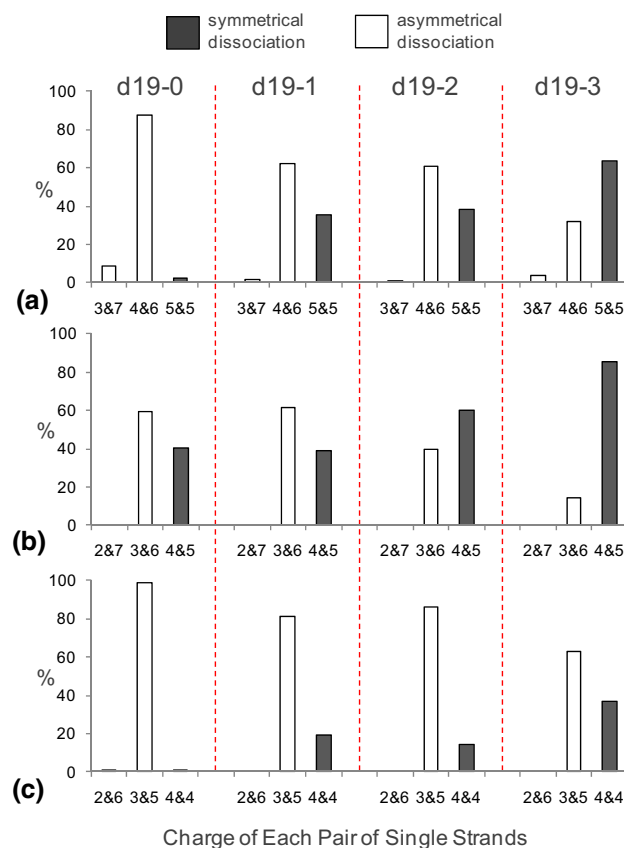 symmetrical dissociation
asymmetrical dissociation
d19-0 d19-1 d19-2 d19-3
100
80
60
40
20
0
%
(a)
3&7 4&6 5&5 3&7 4&6 5&5 3&7 4&6 5&5 3&7 4&6 5&5
100
80
60
40
20
0
%
(b)
2&7 3&6 4&5 2&7 3&6 4&5 2&7 3&6 4&5 2&7 3&6 4&5
100
80
60
40
20
0
%
(c)
2&6 3&5 4&4 2&6 3&5 4&4 2&6 3&5 4&4 2&6 3&5 4&4
Charge of Each Pair of Single Strands